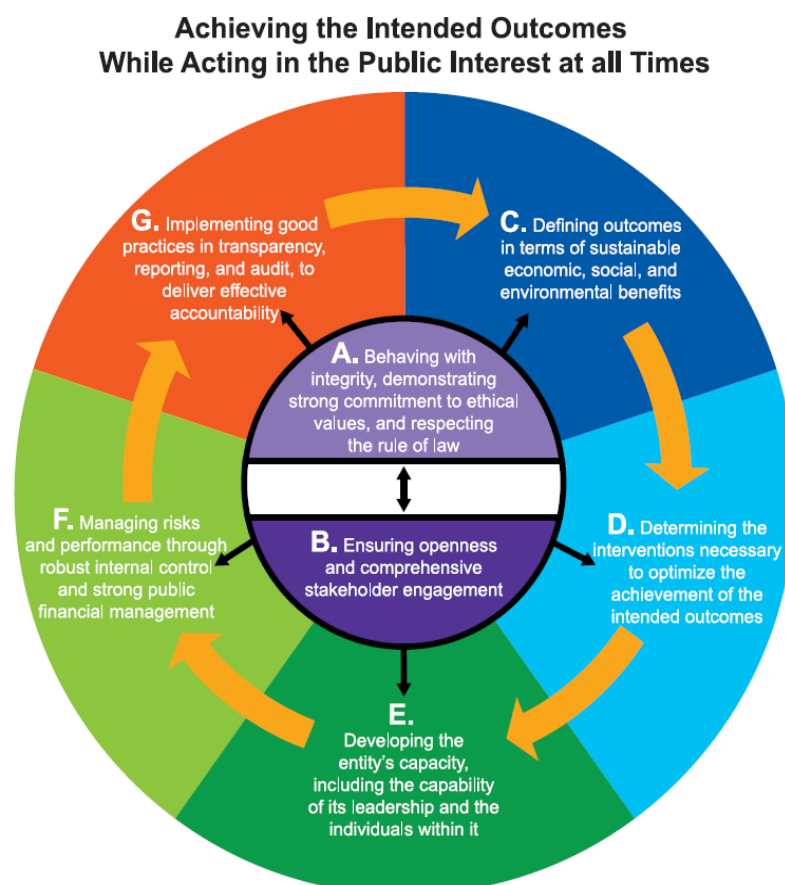 Achieving the Intended Outcomes
While Acting in the Public Interest at all Times
G. Implementing good
practices in transparency,
reporting, and audit, to
deliver effective
accountability
C. Defining outcomes
in terms of sustainable
economic, social, and
environmental benefits
A. Behaving with
integrity, demonstrating
strong commitment to ethical
values, and respecting
the rule of law
B. Ensuring openness
and comprehensive
stakeholder engagement
F. Managing risks
and performance through
robust internal control
and strong public
financial management
D. Determining the
interventions necessary
to optimize the
achievement of the
intended outcomes
E.
Developing the
entity's capacity,
including the capability
of its leadership and the
individuals within it